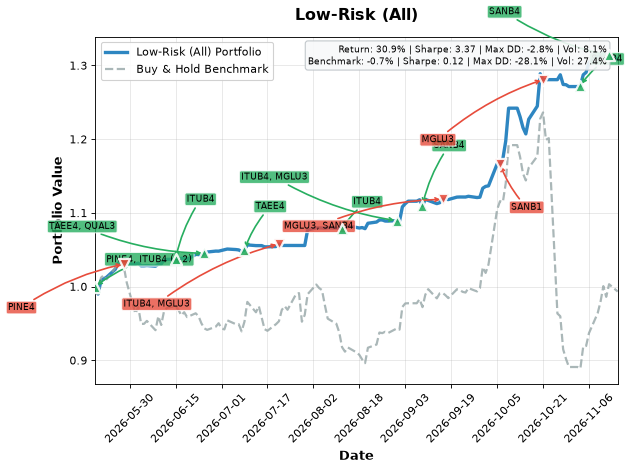 Low-Risk (All)
SANB4
Low-Risk (All) Portfolio
Buy & Hold Benchmark
Return: 30.9% | Sharpe: 3.37 | Max DD: -2.8% | Vol: 8.1%
Benchmark: -0.7% | Sharpe: 0.12 | Max DD: -28.1% | Vol: 27.4%
1.3
1.2
1.1
1.0
0.9
Portfolio Value
MGLU3
SANB4
ITUB4, MGLU3
ITUB4
ITUB4
TAEE4
SANB1
TAEE4, QUAL3
MGLU3, SANB4
PINE4
ITUB4, MGLU3
2026-05-30
2026-06-15
2026-07-01
2026-07-17
2026-08-02
2026-08-18
2026-09-03
2026-09-19
2026-10-05
2026-10-21
2026-11-06
Date